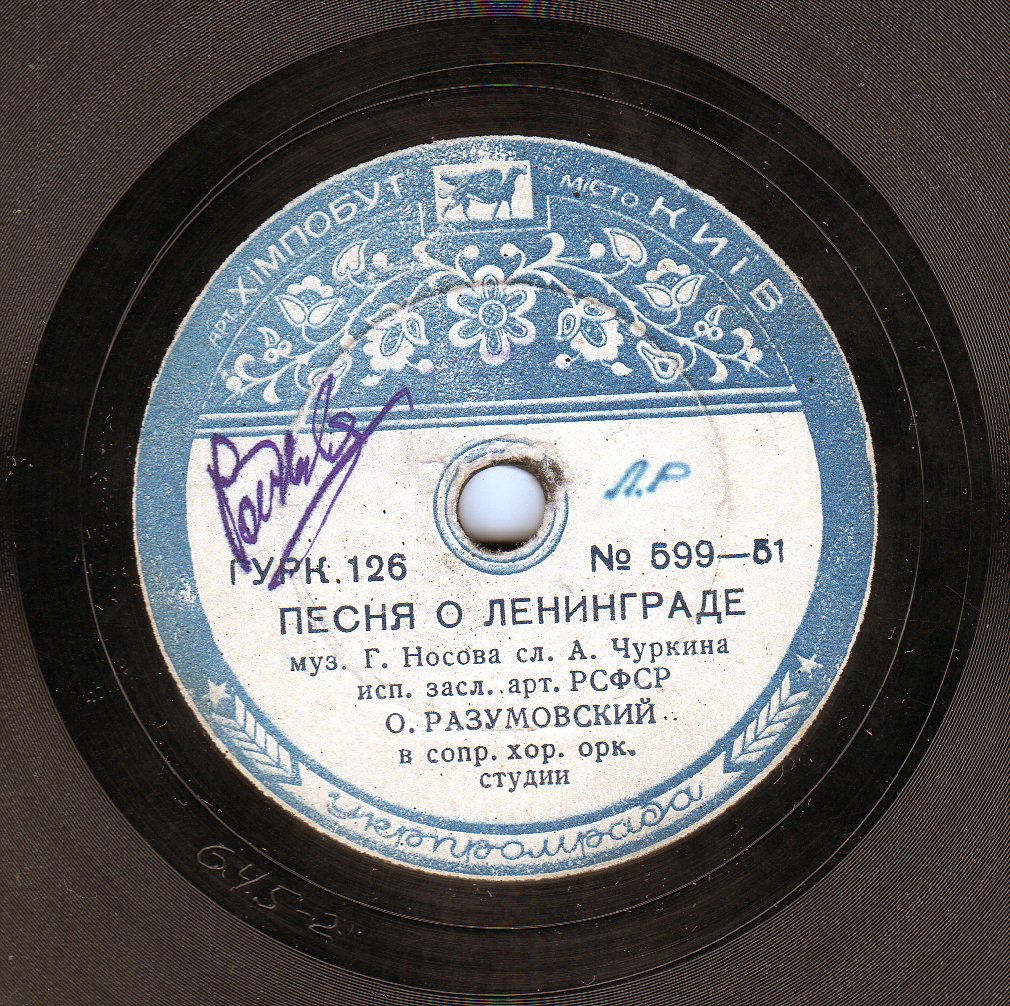 АРТ. ХІМПОБУТ
МІСТО КИЇВ
Л.Р
ГУРК.126
№ 599—51
ПЕСНЯ О ЛЕНИНГРАДЕ
муз. Г. Носова сл. А. Чуркина
исп. засл. арт. РСФСР
О. РАЗУМОВСКИЙ
в сопр. хор. орк.
студии
Укрпромрада
645-2